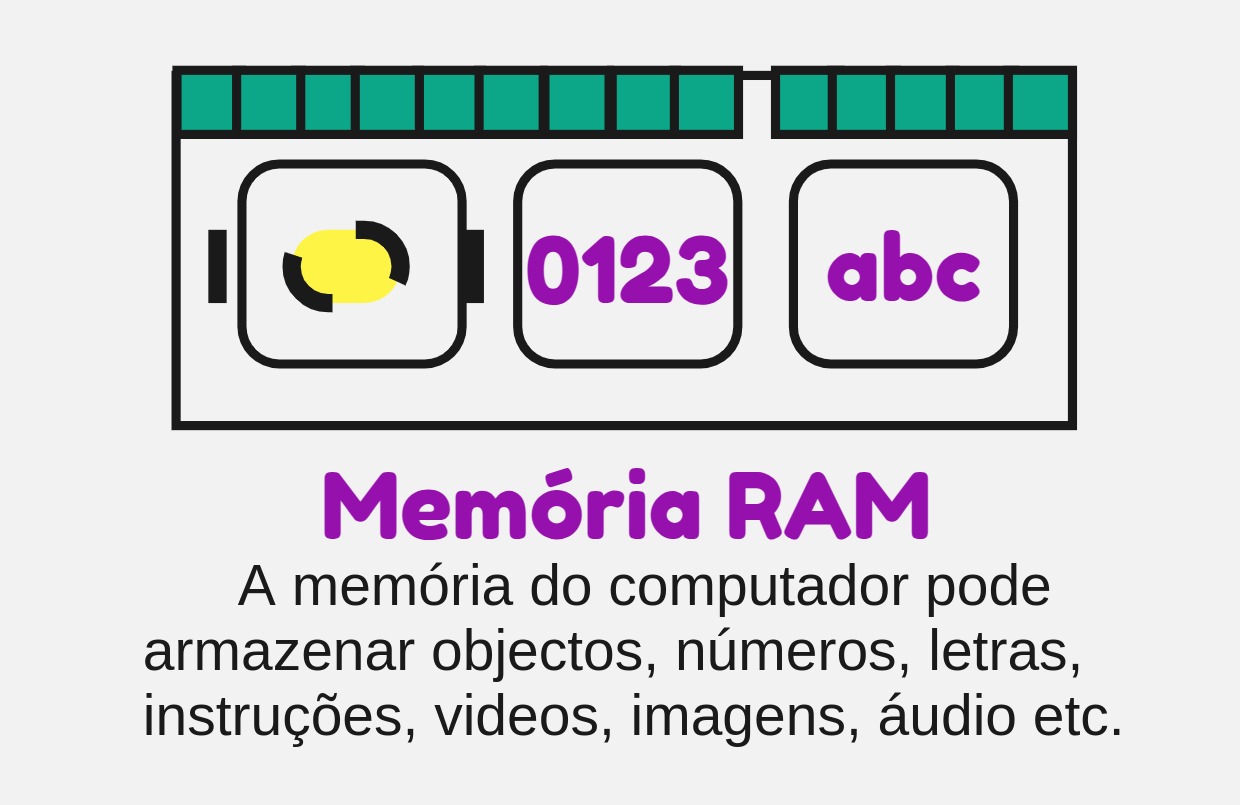 0123
abc
Memória RAM
A memória do computador pode
armazenar objectos, números, letras,
instruções, videos, imagens, áudio etc.